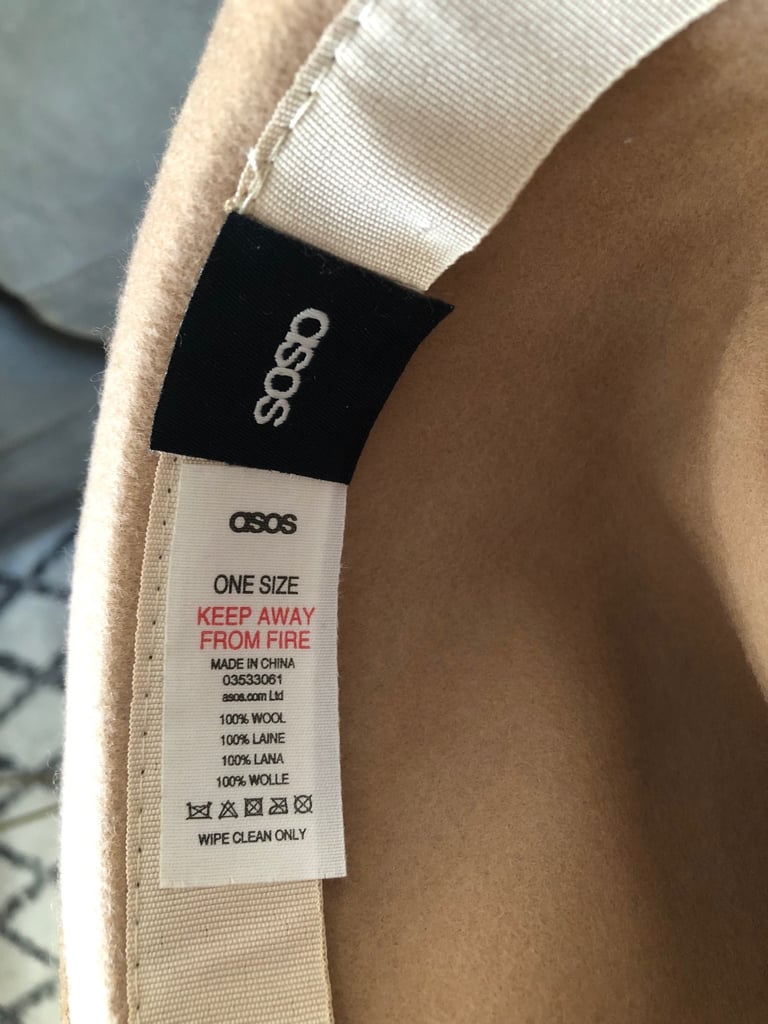 asos
asos
ONE SIZE
KEEP AWAY
FROM FIRE
MADE IN CHINA
03533061
asos.com Ltd
100% WOOL
100% LAINE
100% LANA
100% WOLLE
WIPE CLEAN ONLY